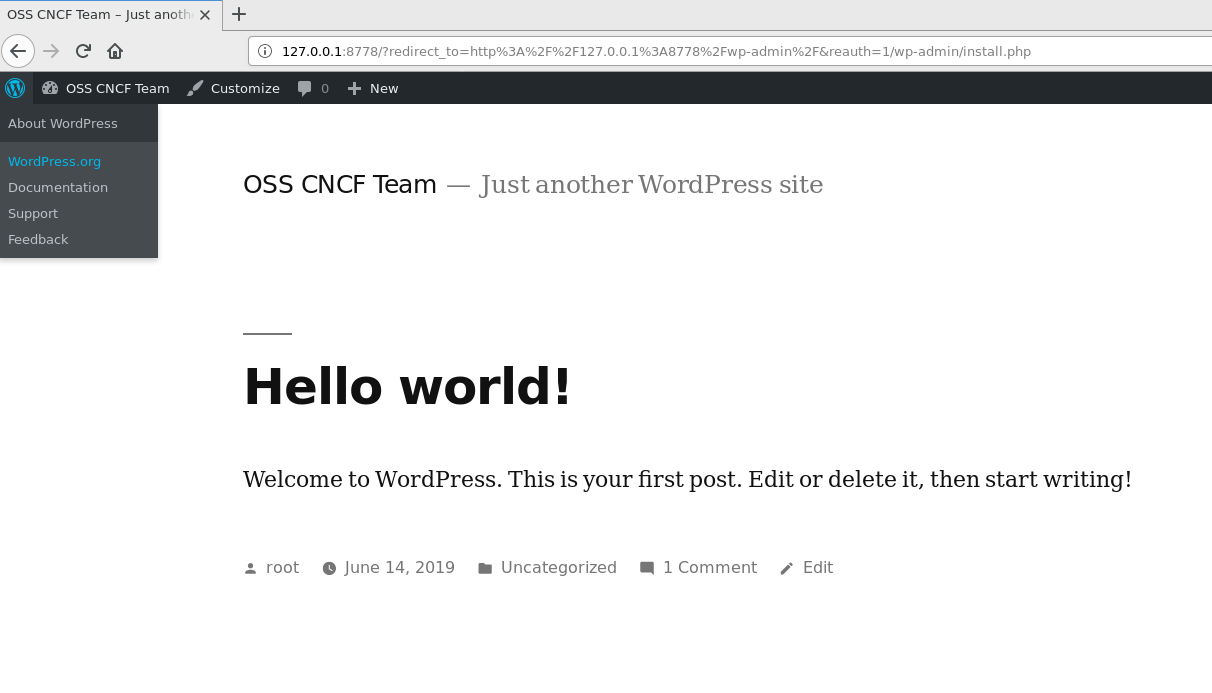 OSS CNCF Team – Just anoth
127.0.0.1:8778/?redirect_to=http%3A%2F%2F127.0.0.1%3A8778%2Fwp-admin%2F&reauth=1/wp-admin/install.php
OSS CNCF Team Customize 0 New
About WordPress
WordPress.org
Documentation
Support
Feedback
OSS CNCF Team — Just another WordPress site
Hello world!
Welcome to WordPress. This is your first post. Edit or delete it, then start writing!
root June 14, 2019 Uncategorized 1 Comment Edit